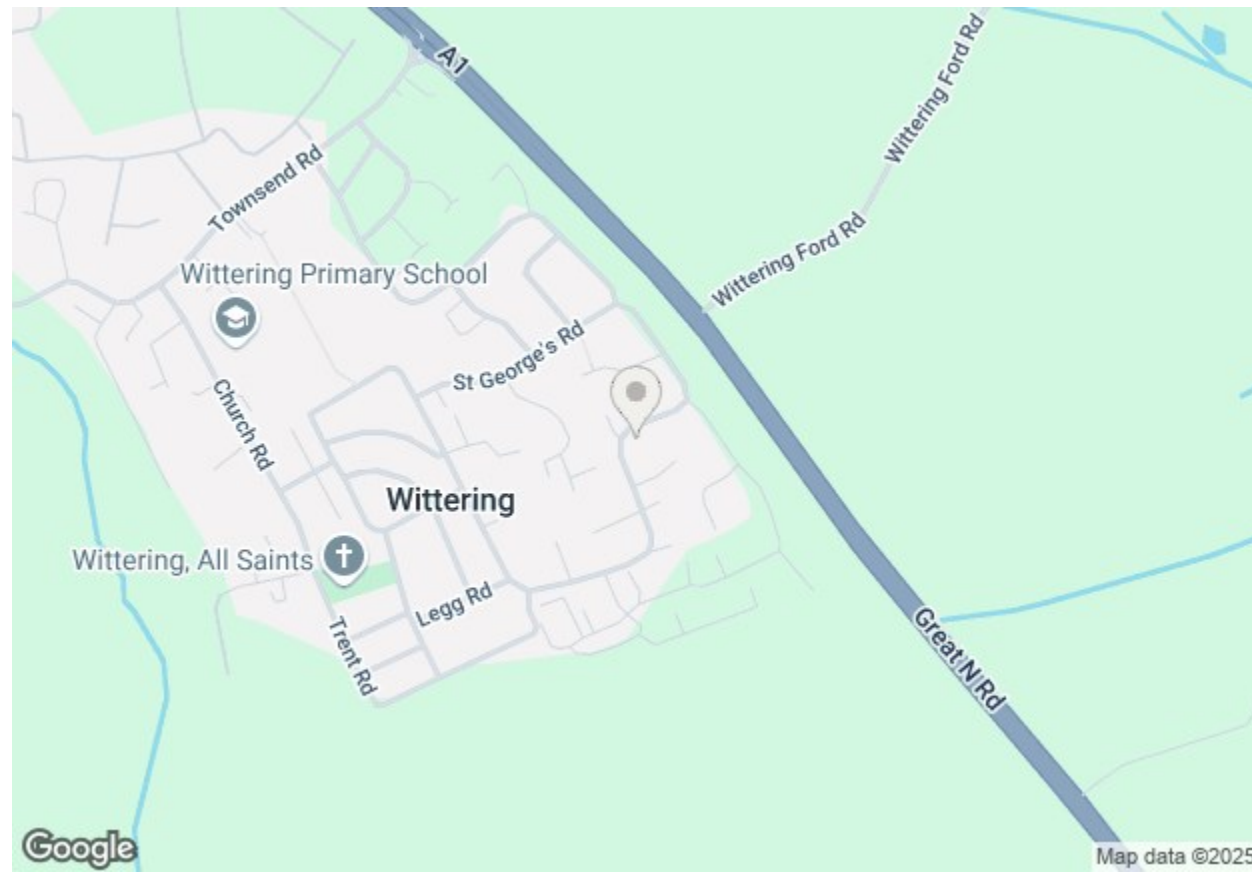 A1
Wittering Ford Rd
Townsend Rd
Wittering Ford Rd
Wittering Primary School
St George's Rd
Church Rd
Wittering
Wittering, All Saints
Legg Rd
Trent Rd
Great N Rd
Google
Map data ©2025